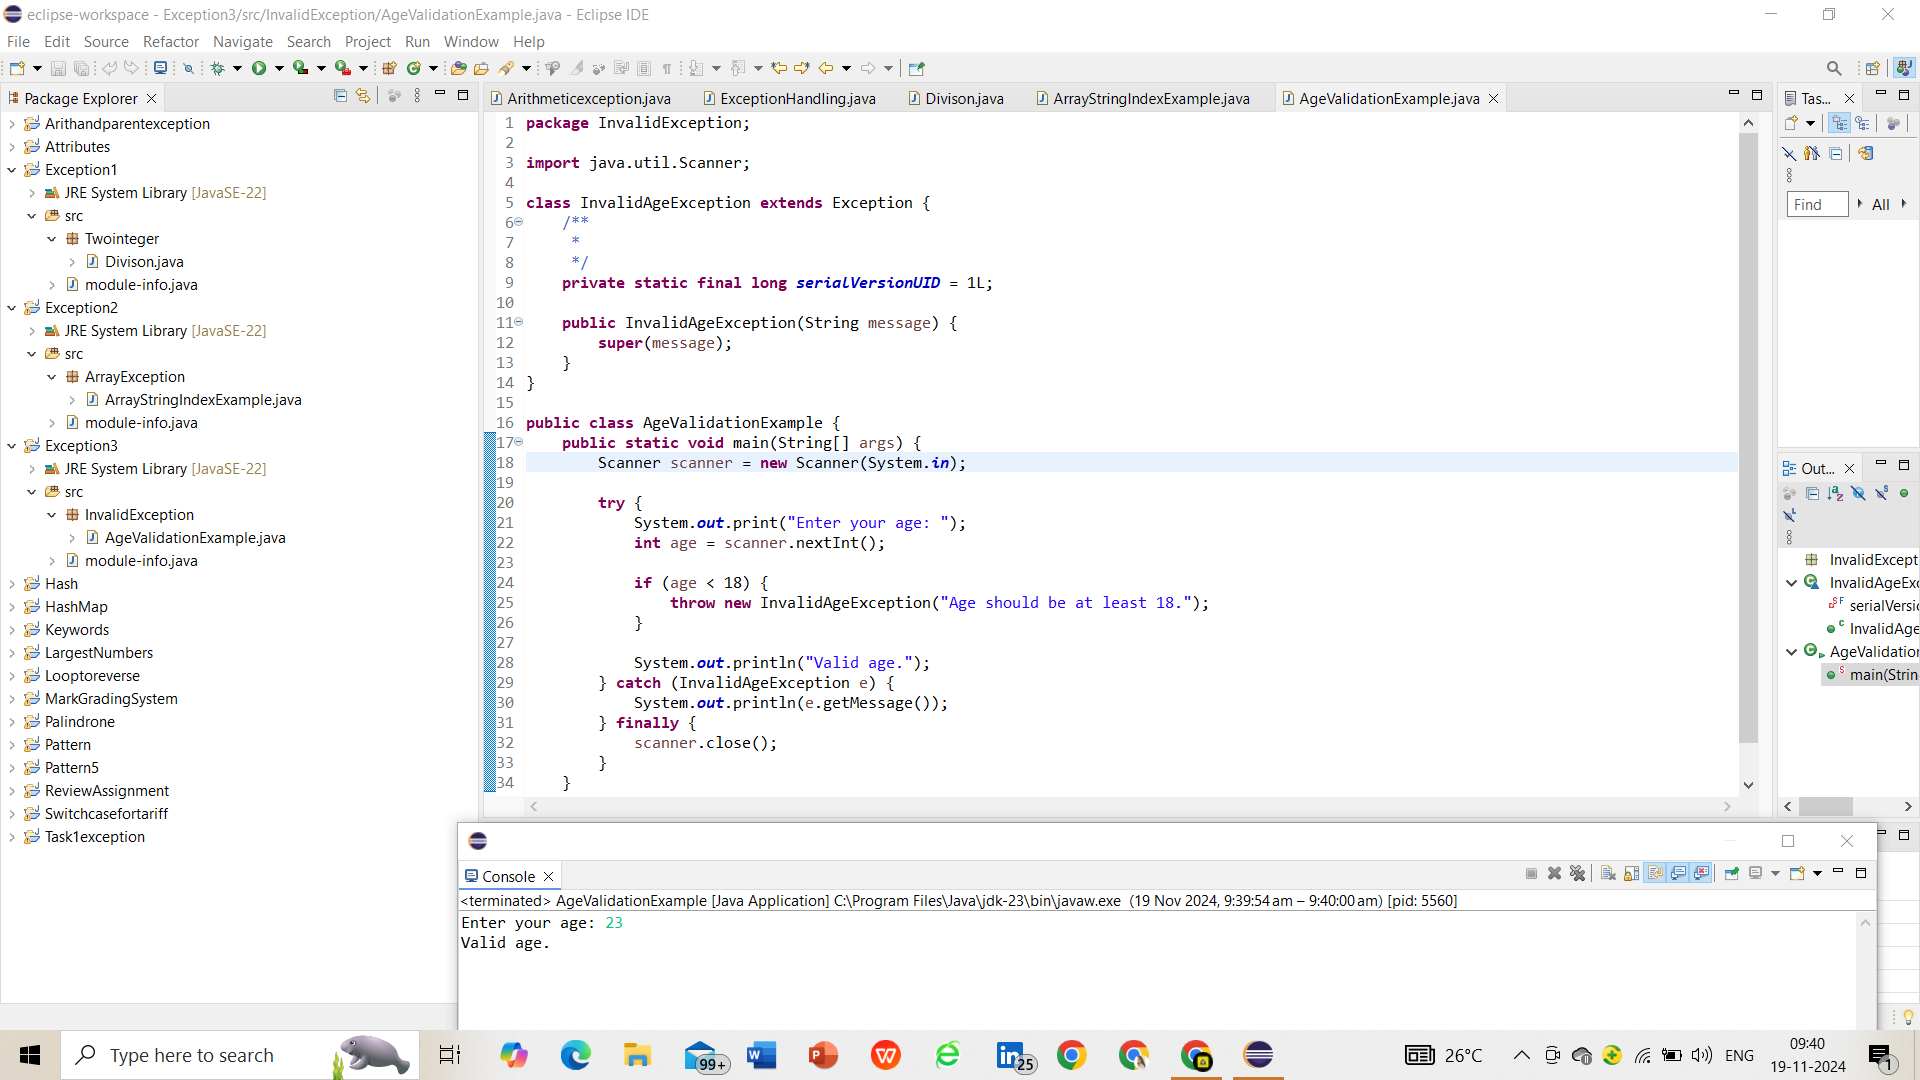 eclipse-workspace - Exception3/src/InvalidException/AgeValidationExample.java - Eclipse IDE
File Edit Source Refactor Navigate Search Project Run Window Help
Package Explorer
Arithandparentexception
Attributes
Exception1
JRE System Library [JavaSE-22]
src
Twointeger
Divison.java
module-info.java
Exception2
JRE System Library [JavaSE-22]
src
ArrayException
ArrayStringIndexExample.java
module-info.java
Exception3
JRE System Library [JavaSE-22]
src
InvalidException
AgeValidationExample.java
module-info.java
Hash
HashMap
Keywords
LargestNumbers
Looptoreverse
MarkGradingSystem
Palindrone
Pattern
Pattern5
ReviewAssignment
Switchcasefortariff
Task1exception
Arithmeticexception.java ExceptionHandling.java Divison.java ArrayStringIndexExample.java AgeValidationExample.java
1 package InvalidException;
2
3 import java.util.Scanner;
4
5 class InvalidAgeException extends Exception {
6 /**
7 *
8 */
9 private static final long serialVersionUID = 1L;
10
11 public InvalidAgeException(String message) {
12 super(message);
13 }
14 }
15
16 public class AgeValidationExample {
17 public static void main(String[] args) {
18 Scanner scanner = new Scanner(System.in);
19
20 try {
21 System.out.print("Enter your age: ");
22 int age = scanner.nextInt();
23
24 if (age < 18) {
25 throw new InvalidAgeException("Age should be at least 18.");
26 }
27
28 System.out.println("Valid age.");
29 } catch (InvalidAgeException e) {
30 System.out.println(e.getMessage());
31 } finally {
32 scanner.close();
33 }
34 }
Tas...
Find All
Out...
InvalidExcept
InvalidAgeExc
serialVersic
InvalidAge
AgeValidation
main(Strin
Console
<terminated> AgeValidationExample [Java Application] C:\Program Files\Java\jdk-23\bin\javaw.exe (19 Nov 2024, 9:39:54 am – 9:40:00 am) [pid: 5560]
Enter your age: 23
Valid age.
Type here to search
99+
25
26°C
ENG
09:40
19-11-2024
1